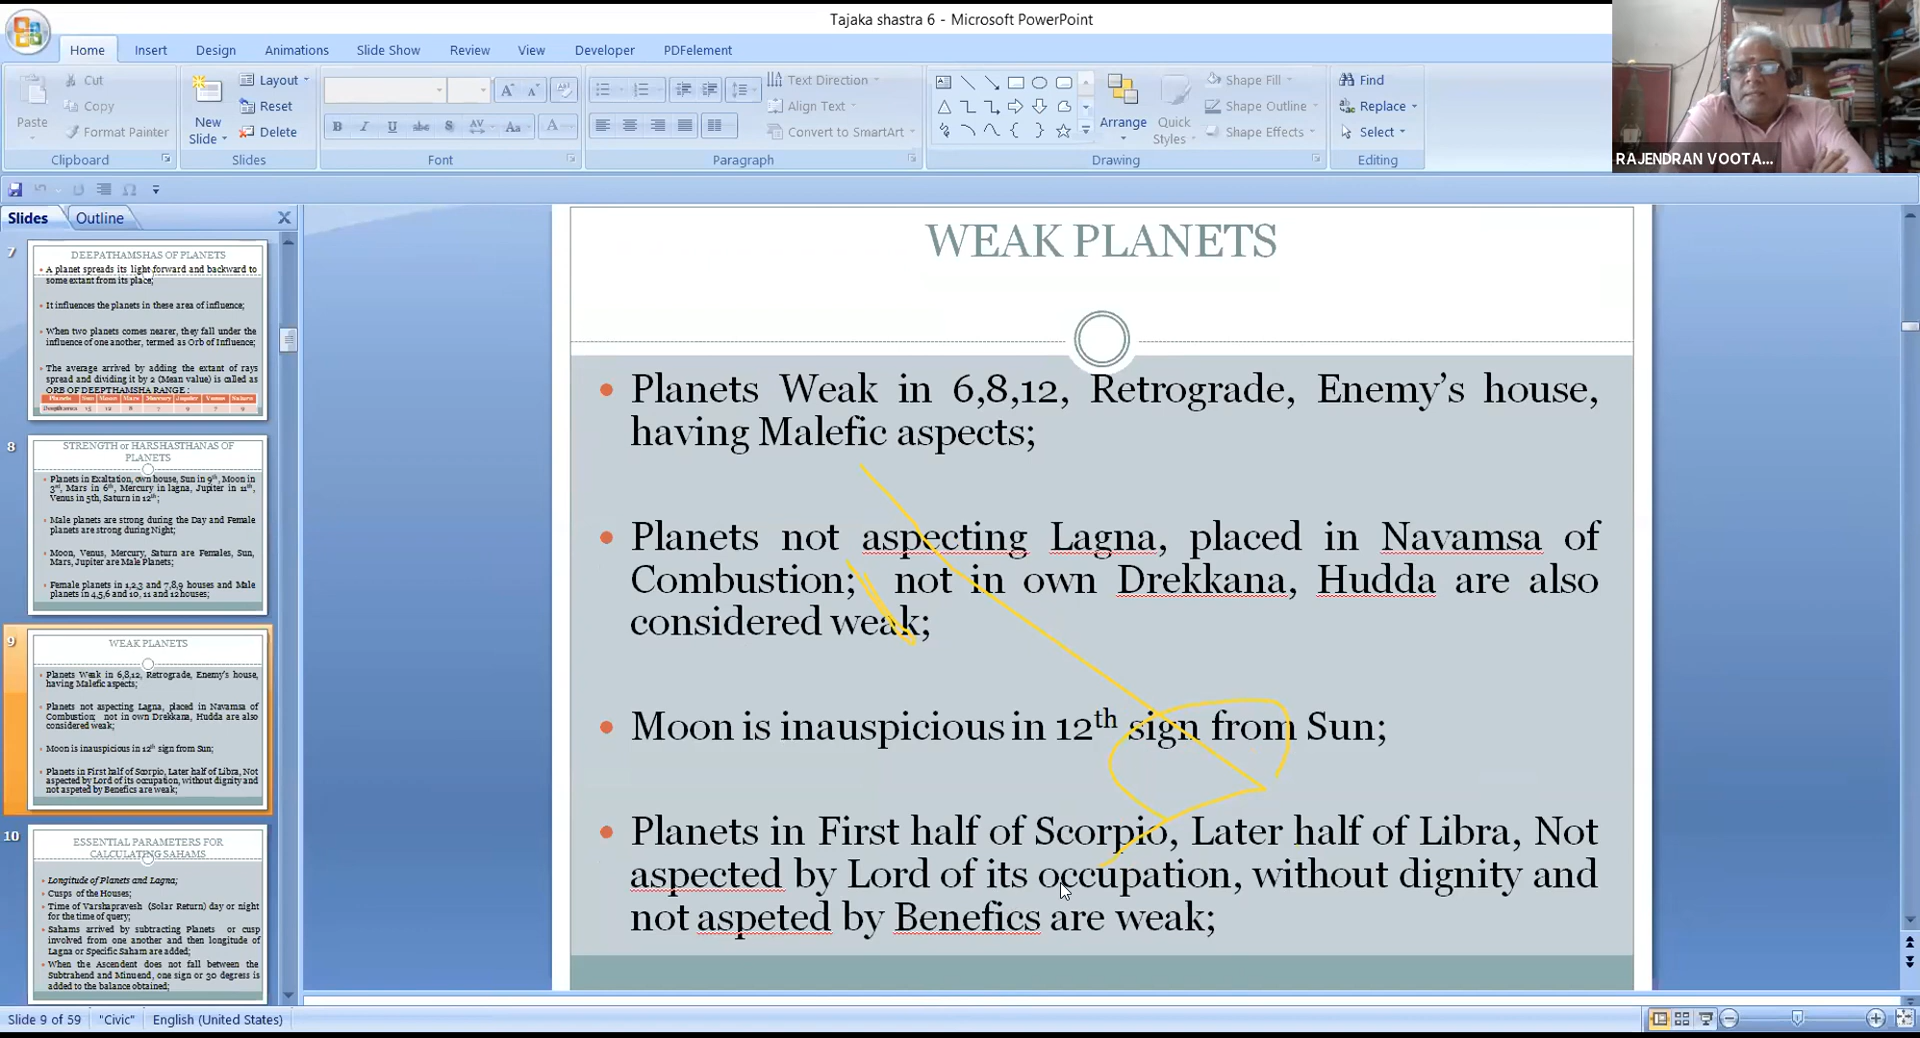 Tajaka shastra 6 - Microsoft PowerPoint
Home Insert Design Animations Slide Show Review View Developer PDFelement
Paste
Cut
Copy
Format Painter
Clipboard
New Slide
Layout
Reset
Delete
Slides
Font
Text Direction
Align Text
Convert to SmartArt
Paragraph
Arrange
Quick Styles
Shape Fill
Shape Outline
Shape Effects
Drawing
Find
Replace
Select
Editing
RAJENDRAN VOOTA...
Slides Outline
7
DEEPATHAMSHAS OF PLANETS
A planet spreads its light forward and backward to
some extant from its place;
It influences the planets in these area of influence;
When two planets comes nearer, they fall under the
influence of one another, termed as Orb of Influence;
The average arrived by adding the extant of rays
spread and dividing it by 2 (Mean value) is called as
ORB OF DEEPTHAMSHA RANGE :
Planets Sun Moon Mars Mercury Jupiter Venus Saturn
15 12 8 7 9 7 9
8
STRENGTH or HARSHASTHANAS OF
PLANETS
Planets in Exaltation, own house, Sun in 9th, Moon in
3rd, Mars in 6th, Mercury in lagna, Jupiter in 11th,
Venus in 5th, Saturn in 12th;
Male planets are strong during the Day and Female
planets are strong during Night;
Moon, Venus, Mercury, Saturn are Females, Sun,
Mars, Jupiter are Male Planets;
Female planets in 1,2,3 and 7,8,9 houses and Male
planets in 4,5,6 and 10, 11 and 12 houses;
9
WEAK PLANETS
Planets Weak in 6,8,12, Retrograde, Enemy's house,
having Malefic aspects;
Planets not aspecting Lagna, placed in Navamsa of
Combustion; not in own Drekkana, Hudda are also
considered weak;
Moon is inauspicious in 12th sign from Sun;
Planets in First half of Scorpio, Later half of Libra, Not
aspected by Lord of its occupation, without dignity and
not aspeted by Benefics are weak;
10
ESSENTIAL PARAMETERS FOR
CALCULATING SAHAMS
Longitude of Planets and Lagna;
Cusps of the Houses;
Time of Varshapravesh (Solar Return) day or night
for the time of query;
Sahams arrived by subtracting Planets or cusp
involved from one another and then longitude of
Lagna or Specific Saham are added;
When the Ascendent does not fall between the
Subtrahend and Minuend, one sign or 30 degress is
added to the balance obtained;
WEAK PLANETS
Planets Weak in 6,8,12, Retrograde, Enemy's house,
having Malefic aspects;
Planets not aspecting Lagna, placed in Navamsa of
Combustion; not in own Drekkana, Hudda are also
considered weak;
Moon is inauspicious in 12th sign from Sun;
Planets in First half of Scorpio, Later half of Libra, Not
aspected by Lord of its occupation, without dignity and
not aspeted by Benefics are weak;
Slide 9 of 59 "Civic" English (United States)